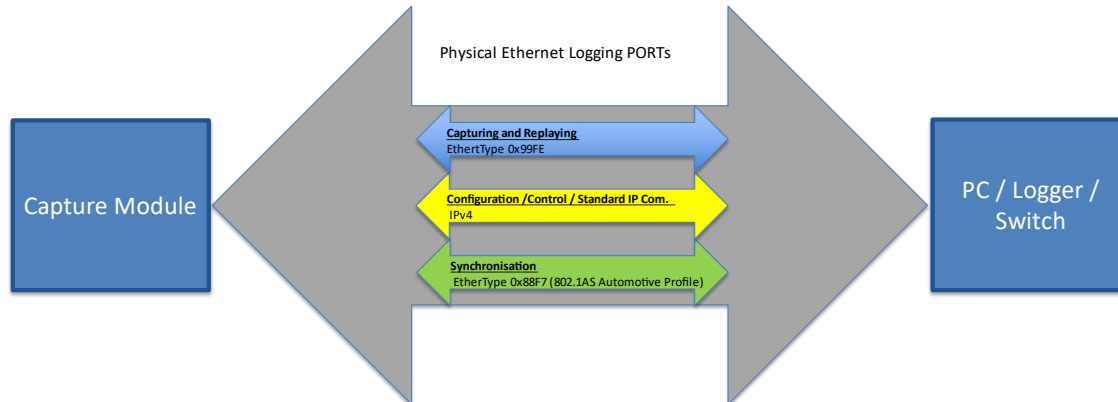 Physical Ethernet Logging PORTs
Capturing and Replaying
EthertType 0x99FE
Capture Module
Configuration /Control / Standard IP Com.
IPv4
PC / Logger /
Switch
Synchronisation
EtherType 0x88F7 (802.1AS Automotive Profile)